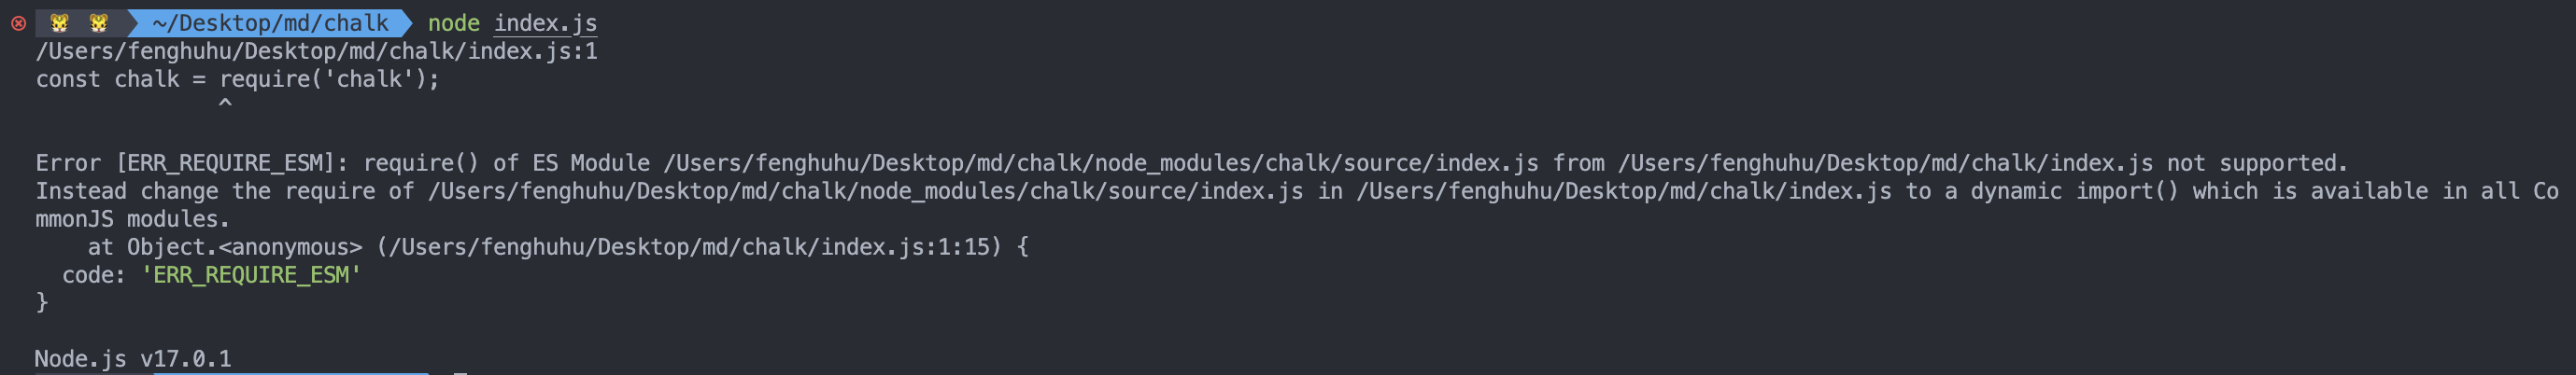 ~/Desktop/md/chalk node index.js
/Users/fenghuhu/Desktop/md/chalk/index.js:1
const chalk = require('chalk');
              ^
Error [ERR_REQUIRE_ESM]: require() of ES Module /Users/fenghuhu/Desktop/md/chalk/node_modules/chalk/source/index.js from /Users/fenghuhu/Desktop/md/chalk/index.js not supported.
Instead change the require of /Users/fenghuhu/Desktop/md/chalk/node_modules/chalk/source/index.js in /Users/fenghuhu/Desktop/md/chalk/index.js to a dynamic import() which is available in all Co
mmonJS modules.
    at Object.<anonymous> (/Users/fenghuhu/Desktop/md/chalk/index.js:1:15) {
  code: 'ERR_REQUIRE_ESM'
}
Node.js v17.0.1